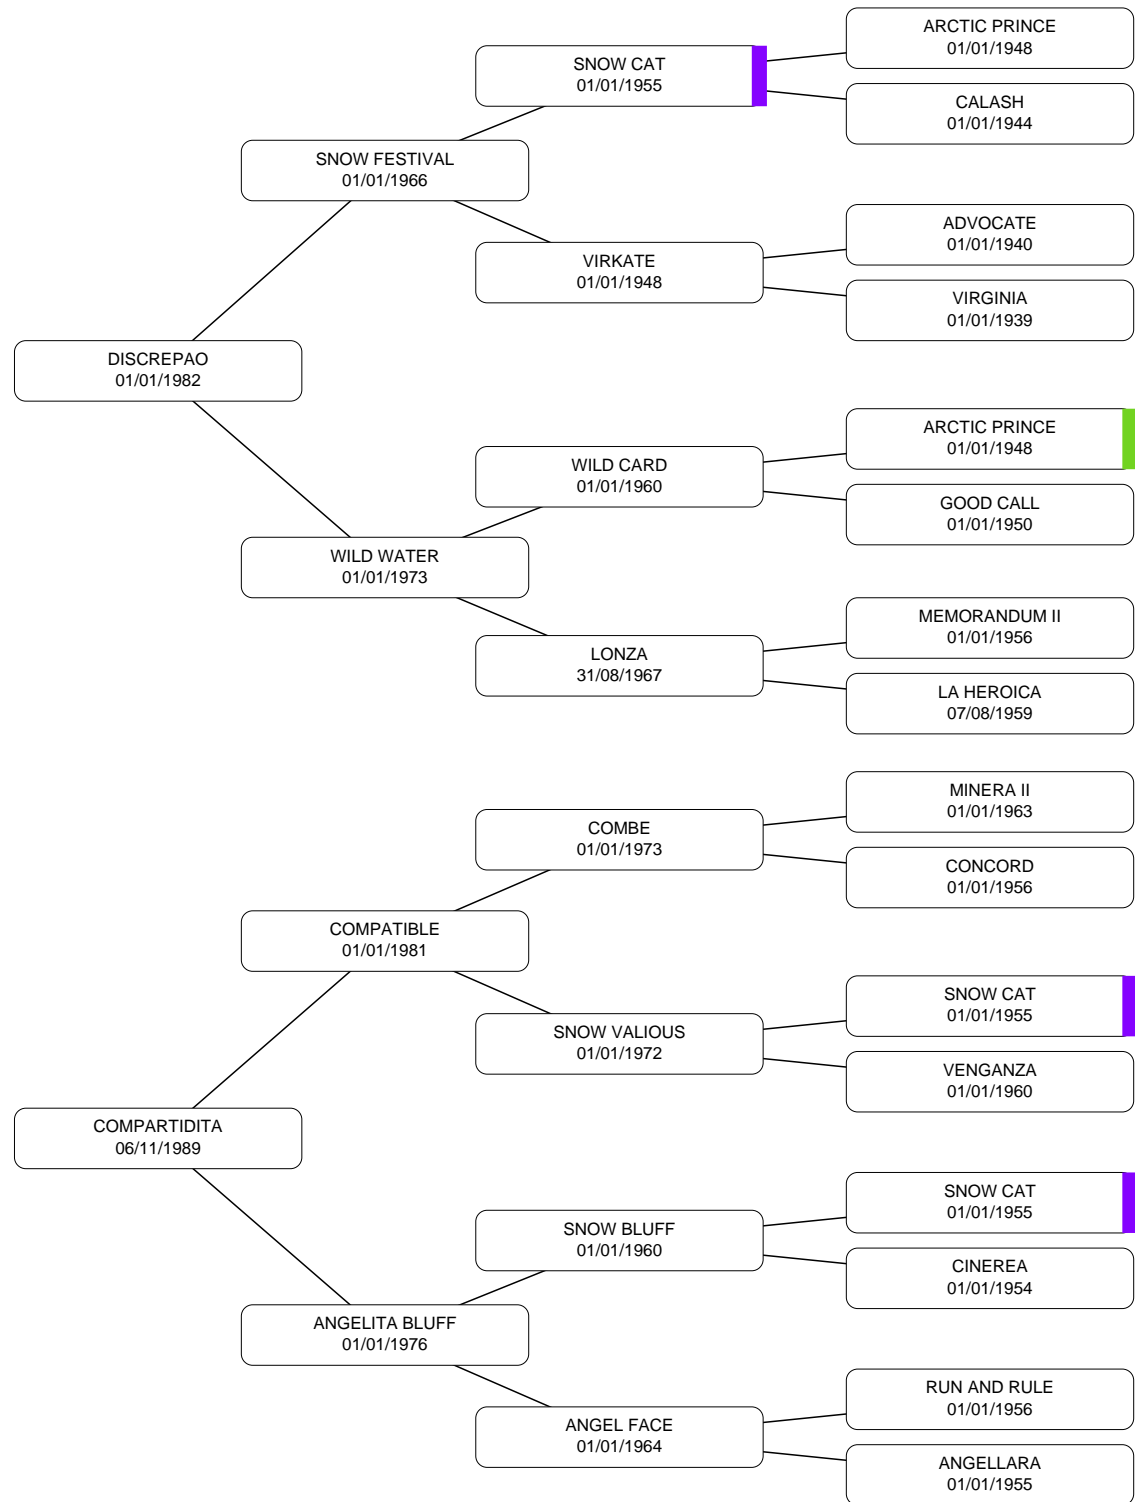 ARCTIC PRINCE
01/01/1948
SNOW CAT
01/01/1955
CALASH
01/01/1944
SNOW FESTIVAL
01/01/1966
ADVOCATE
01/01/1940
VIRKATE
01/01/1948
VIRGINIA
01/01/1939
DISCREPAO
01/01/1982
ARCTIC PRINCE
01/01/1948
WILD CARD
01/01/1960
GOOD CALL
01/01/1950
WILD WATER
01/01/1973
MEMORANDUM II
01/01/1956
LONZA
31/08/1967
LA HEROICA
07/08/1959
MINERA II
01/01/1963
COMBE
01/01/1973
CONCORD
01/01/1956
COMPATIBLE
01/01/1981
SNOW CAT
01/01/1955
SNOW VALIOUS
01/01/1972
VENGANZA
01/01/1960
COMPARTIDITA
06/11/1989
SNOW CAT
01/01/1955
SNOW BLUFF
01/01/1960
CINEREA
01/01/1954
ANGELITA BLUFF
01/01/1976
RUN AND RULE
01/01/1956
ANGEL FACE
01/01/1964
ANGELLARA
01/01/1955